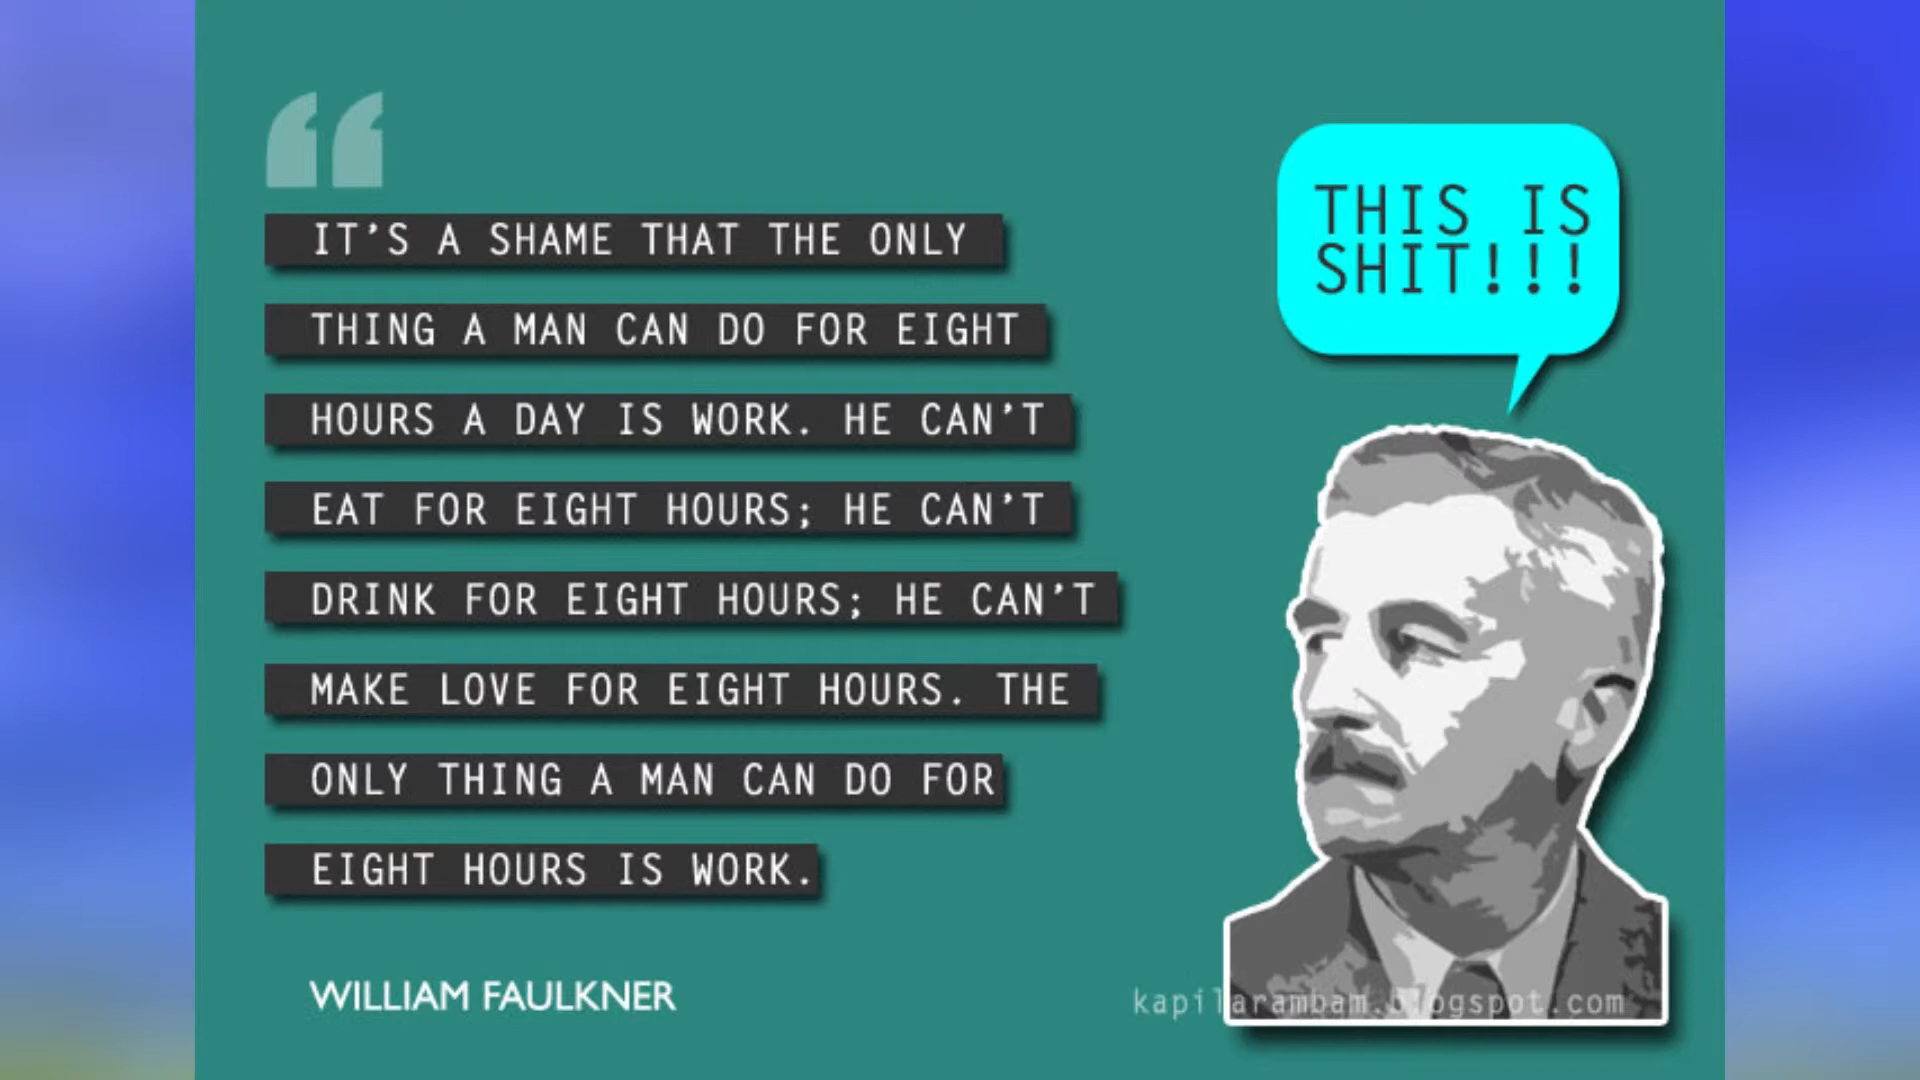 IT’S A SHAME THAT THE ONLY
THING A MAN CAN DO FOR EIGHT
HOURS A DAY IS WORK. HE CAN’T
EAT FOR EIGHT HOURS; HE CAN’T
DRINK FOR EIGHT HOURS; HE CAN’T
MAKE LOVE FOR EIGHT HOURS. THE
ONLY THING A MAN CAN DO FOR
EIGHT HOURS IS WORK.
WILLIAM FAULKNER
THIS IS
SHIT!!!
kapilarambam.blogspot.com